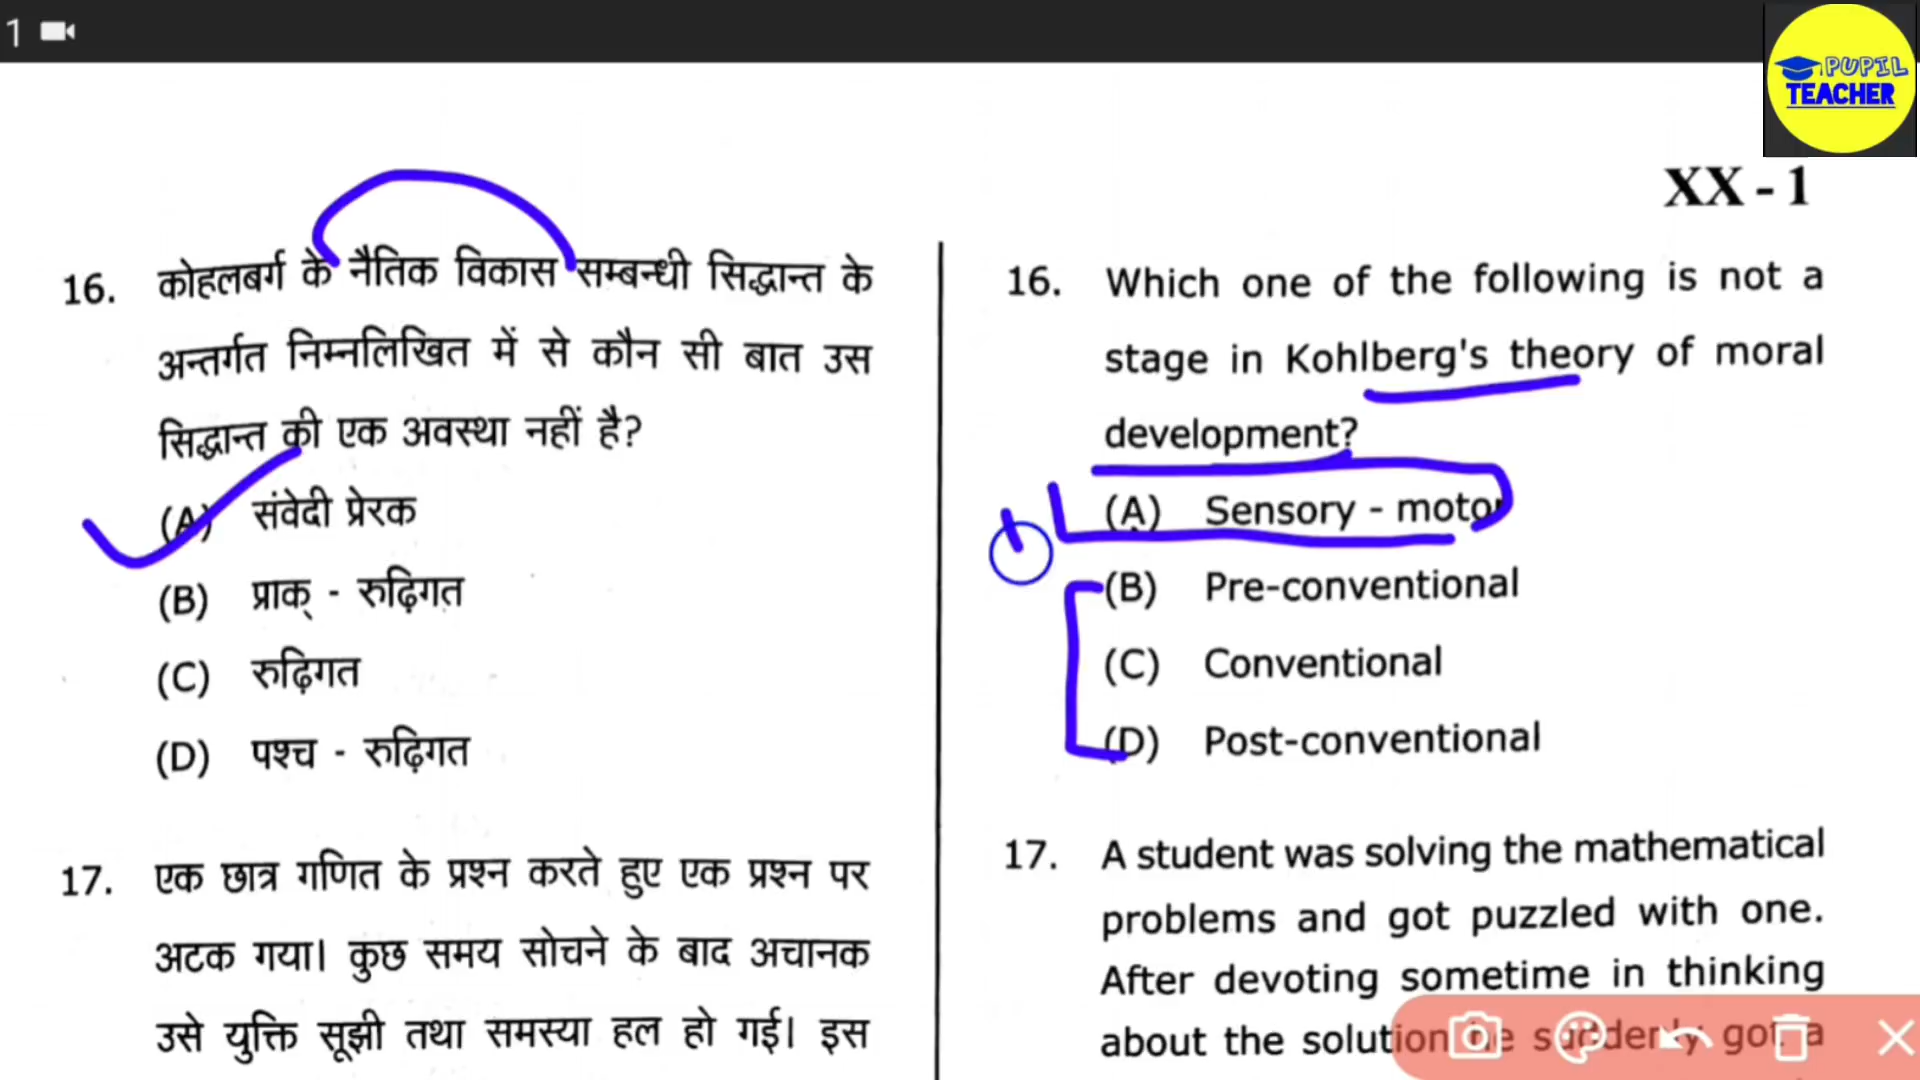 1
PUPIL
TEACHER
XX - 1
16. कोहलबर्ग के नैतिक विकास सम्बन्धी सिद्धान्त के
अन्तर्गत निम्नलिखित में से कौन सी बात उस
सिद्धान्त की एक अवस्था नहीं है?
(A) संवेदी प्रेरक
(B) प्राक् - रुढ़िगत
(C) रुढ़िगत
(D) पश्च - रुढ़िगत
17. एक छात्र गणित के प्रश्न करते हुए एक प्रश्न पर
अटक गया। कुछ समय सोचने के बाद अचानक
उसे युक्ति सूझी तथा समस्या हल हो गई। इस
16. Which one of the following is not a
stage in Kohlberg's theory of moral
development?
(A) Sensory - motor
(B) Pre-conventional
(C) Conventional
(D) Post-conventional
17. A student was solving the mathematical
problems and got puzzled with one.
After devoting sometime in thinking
about the solution he suddenly got a